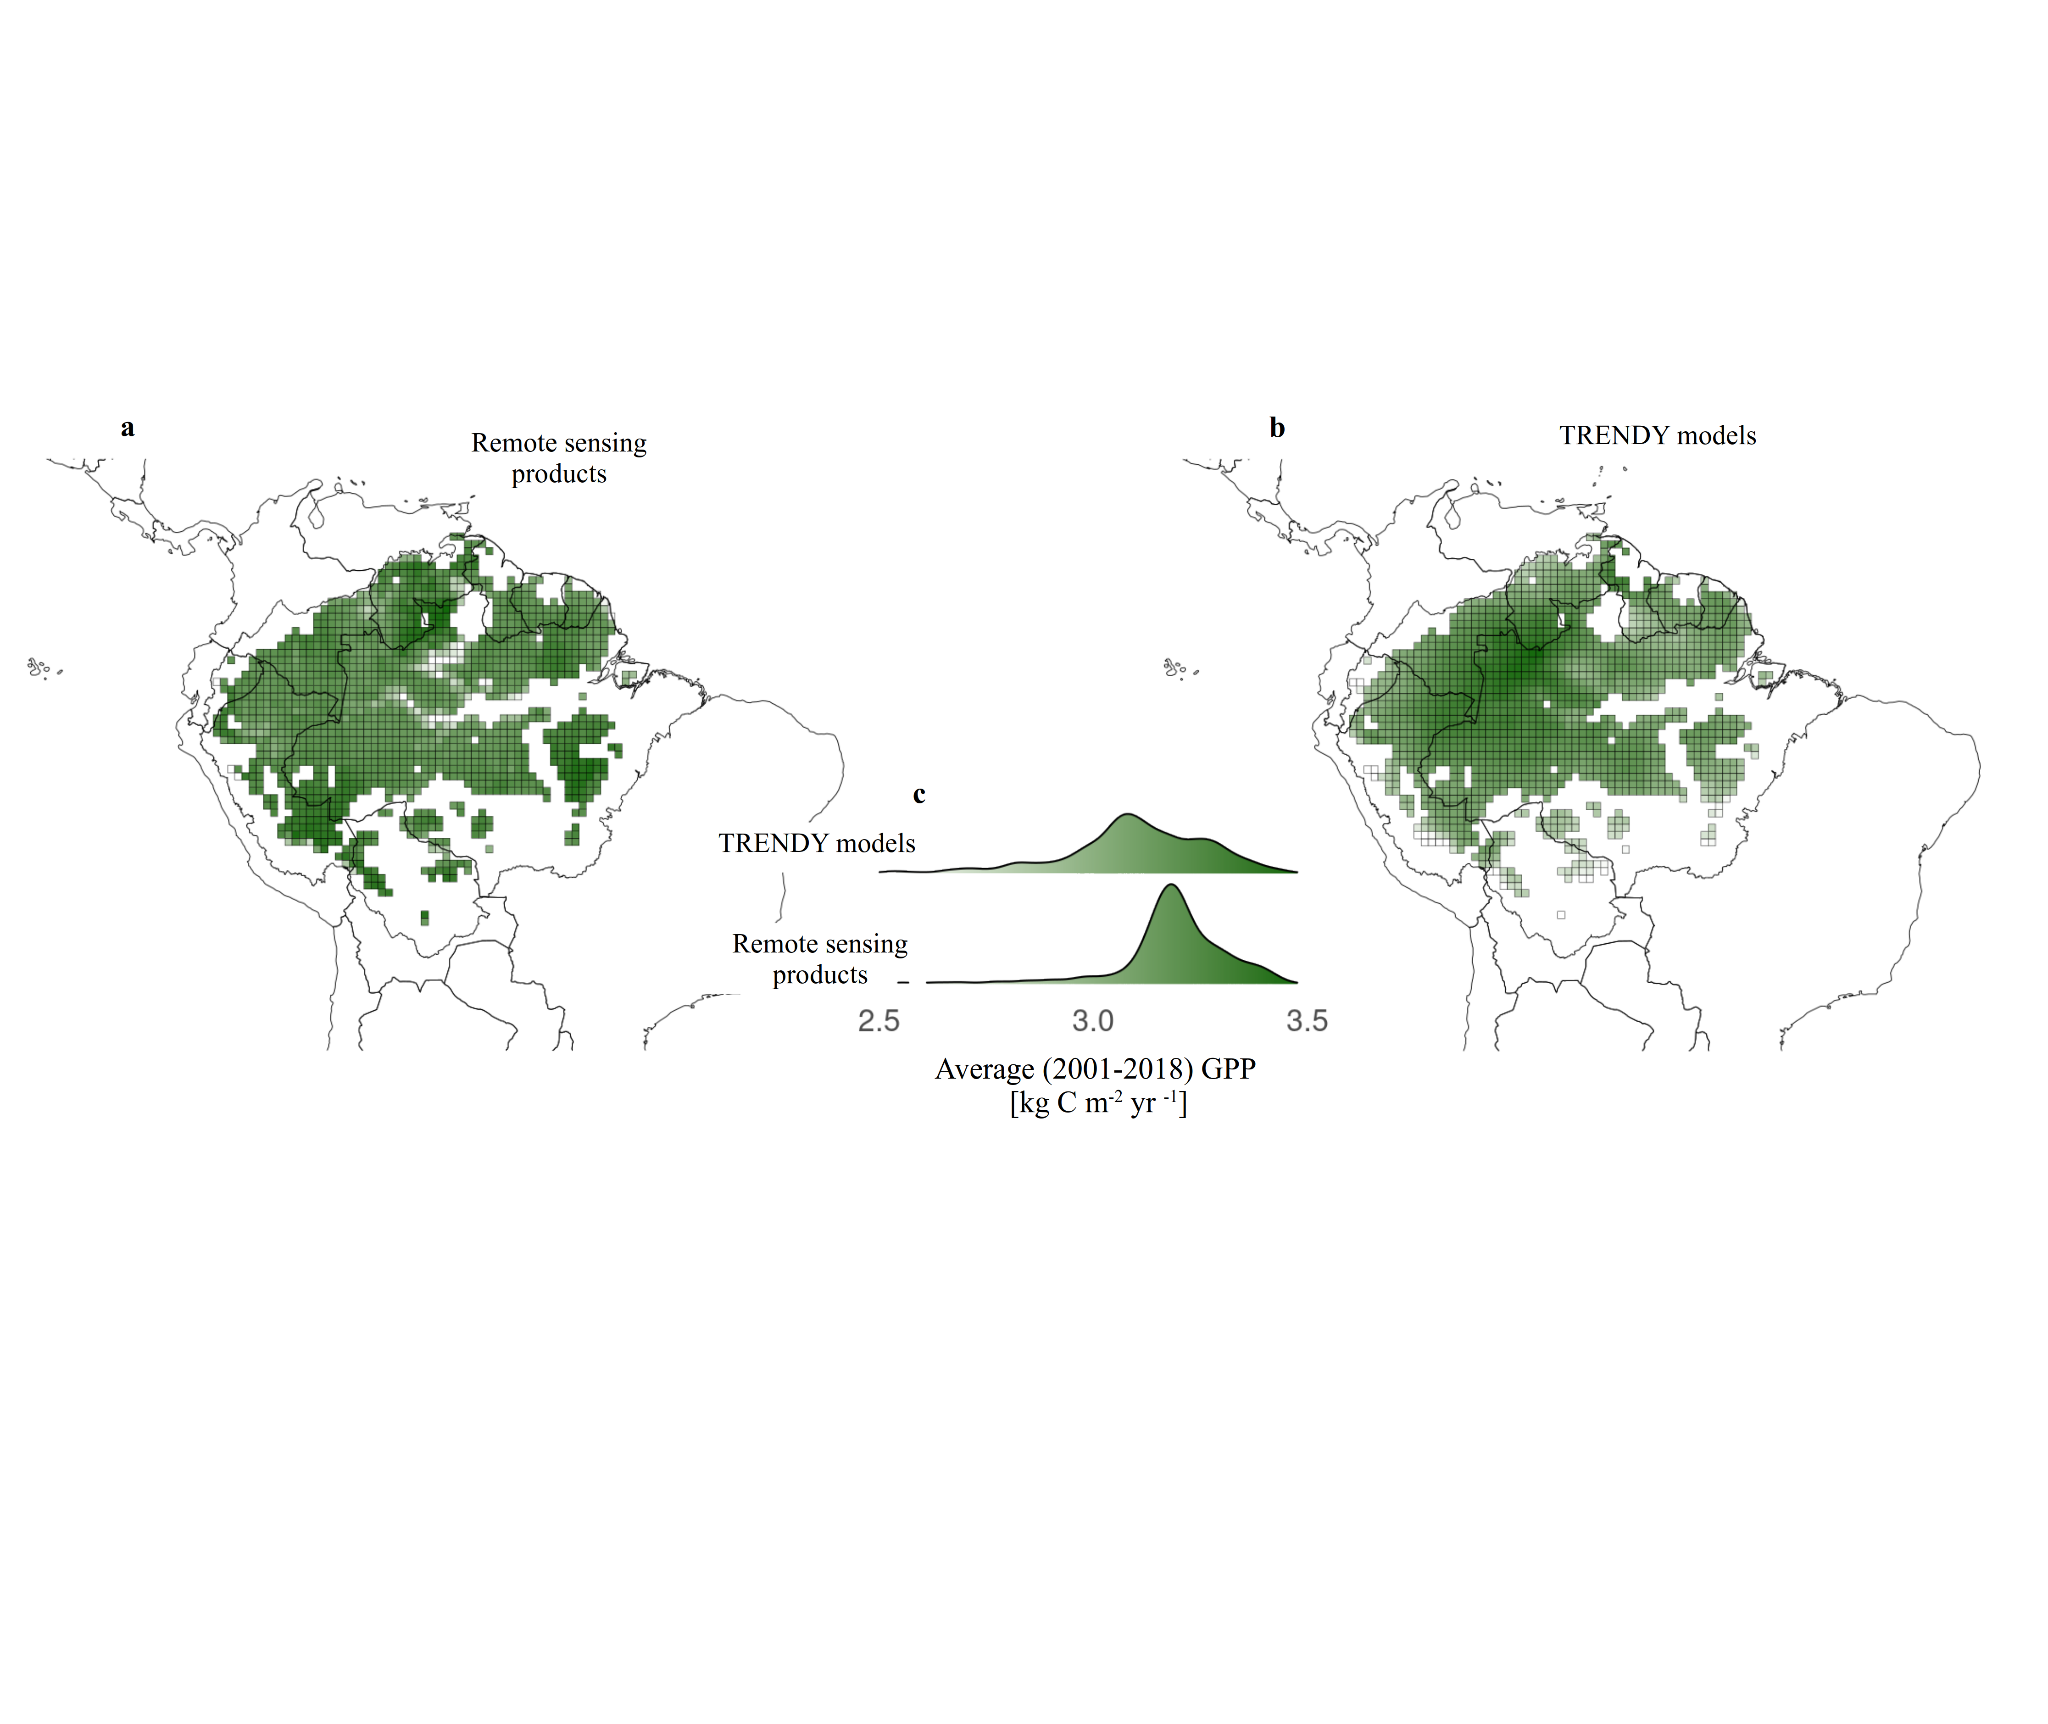 a
Remote sensing
products
b
TRENDY models
c
TRENDY models
Remote sensing
products
2.5 3.0 3.5
Average (2001-2018) GPP
[kg C m⁻² yr ⁻¹]